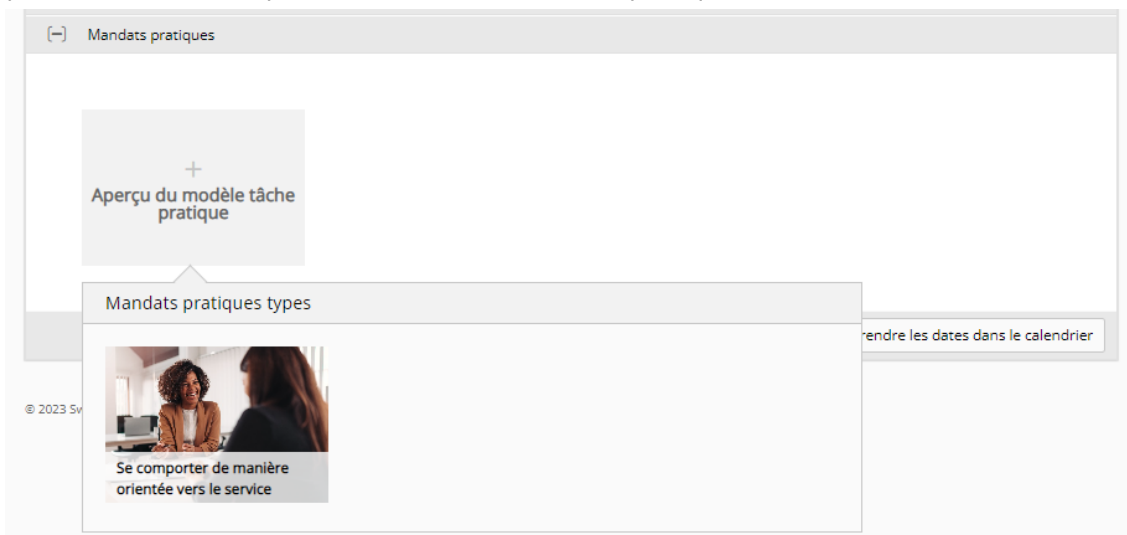 [−] Mandats pratiques
+
Aperçu du modèle tâche
pratique
Mandats pratiques types
endre les dates dans le calendrier
Se comporter de manière
orientée vers le service
© 2023 Sw